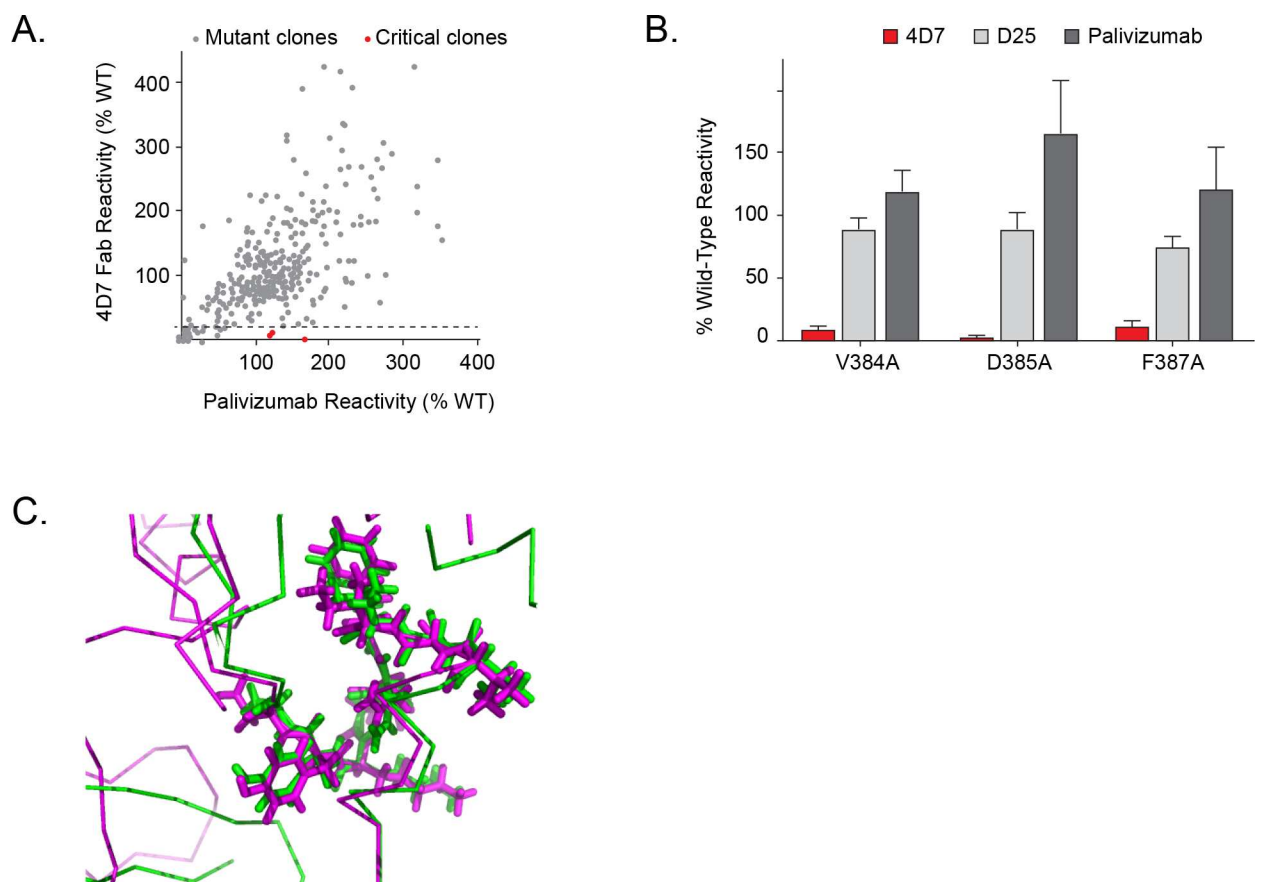 A.
Mutant clones Critical clones
4D7 Fab Reactivity (% WT)
400
300
200
100
100 200 300 400
Palivizumab Reactivity (% WT)
B.
4D7 D25 Palivizumab
% Wild-Type Reactivity
150
100
50
0
V384A D385A F387A
C.